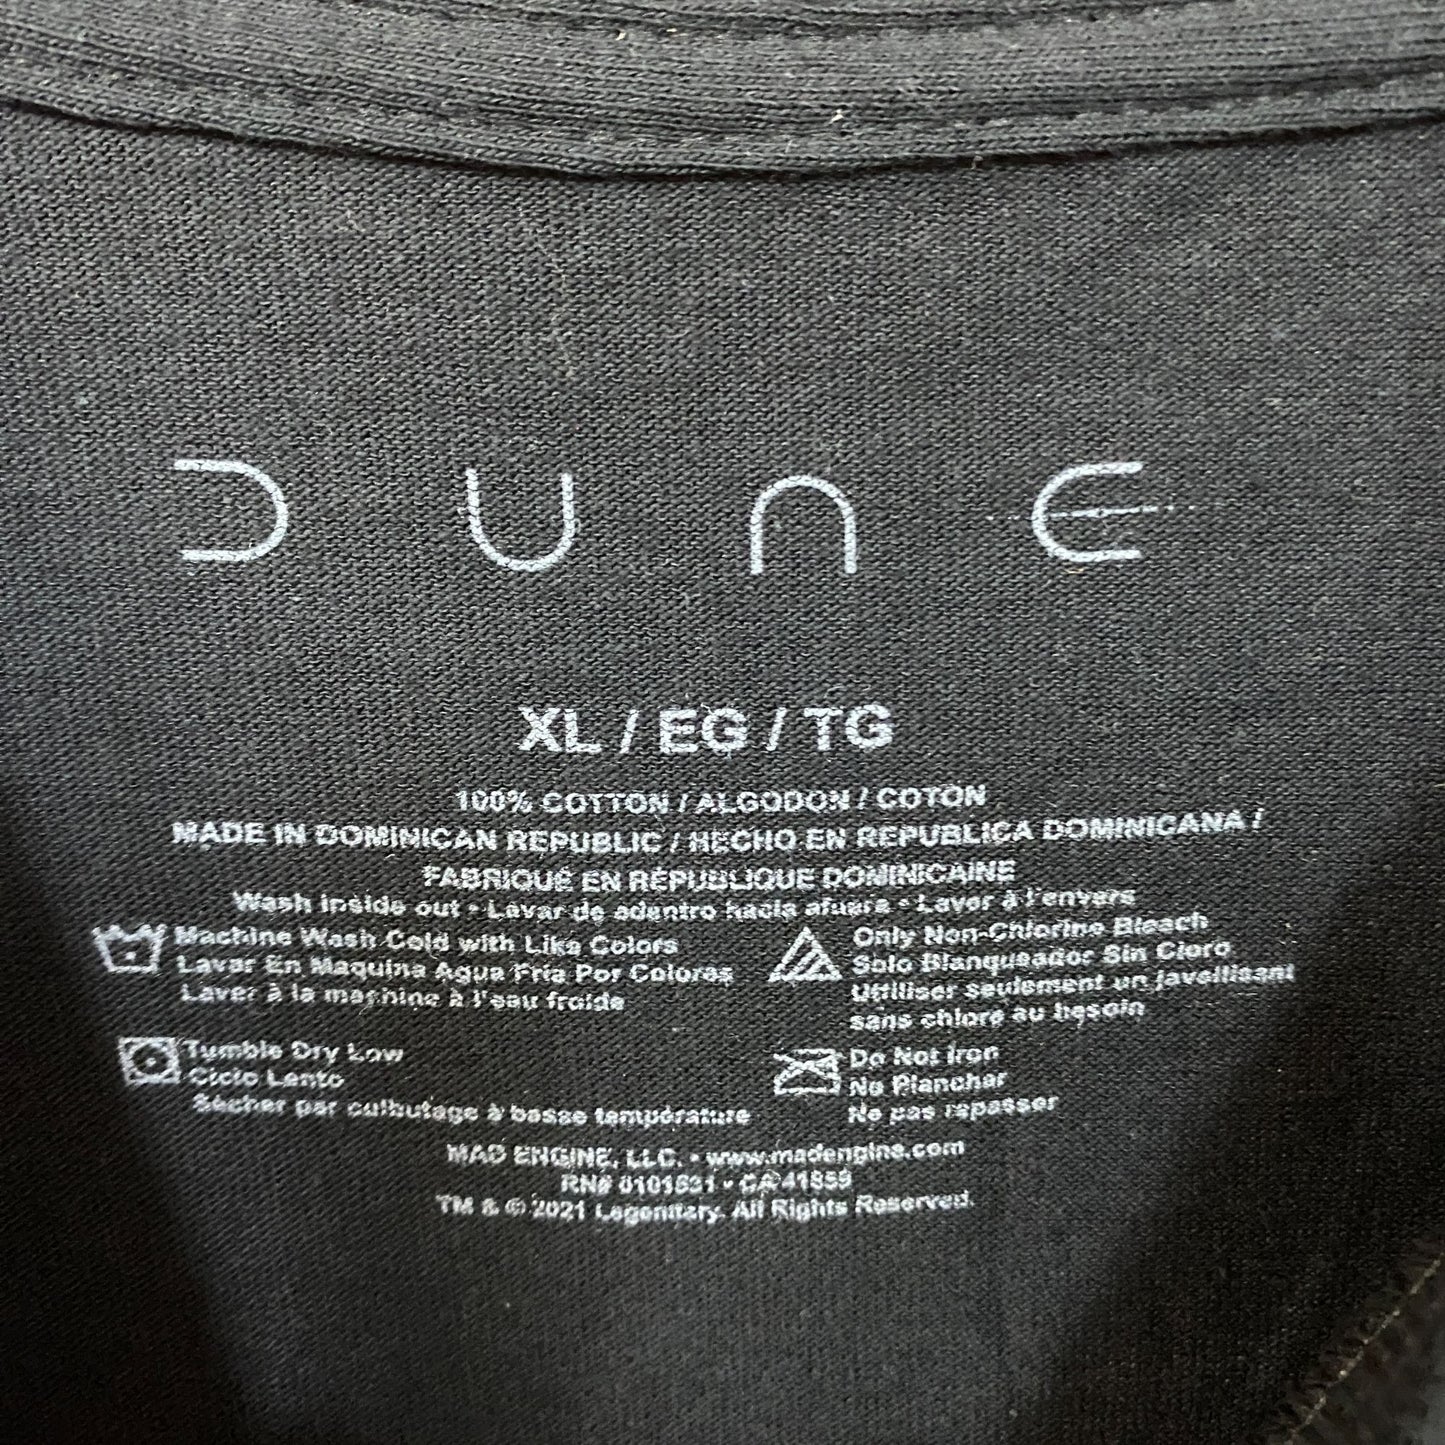 DUNE
XL / EG / TG
100% COTTON / ALGODON / COTON
MADE IN DOMINICAN REPUBLIC / HECHO EN REPUBLICA DOMINICANA /
FABRIQUÉ EN RÉPUBLIQUE DOMINICAINE
Wash inside out • Lavar de adentro hacia afuera • Laver à l'envers
Machine Wash Cold with Like Colors
Lavar En Maquina Agua Fria Por Colores
Laver à la machine à l'eau froide
Only Non-Chlorine Bleach
Solo Blanqueador Sin Cloro
Utiliser seulement un javellisant
sans chlore au besoin
Tumble Dry Low
Ciclo Lento
Sécher par culbutage à basse température
Do Not Iron
No Planchar
Ne pas repasser
MAD ENGINE, LLC. • www.madengine.com
RN# 0101831 • CA 41859
TM & © 2021 Legendary. All Rights Reserved.